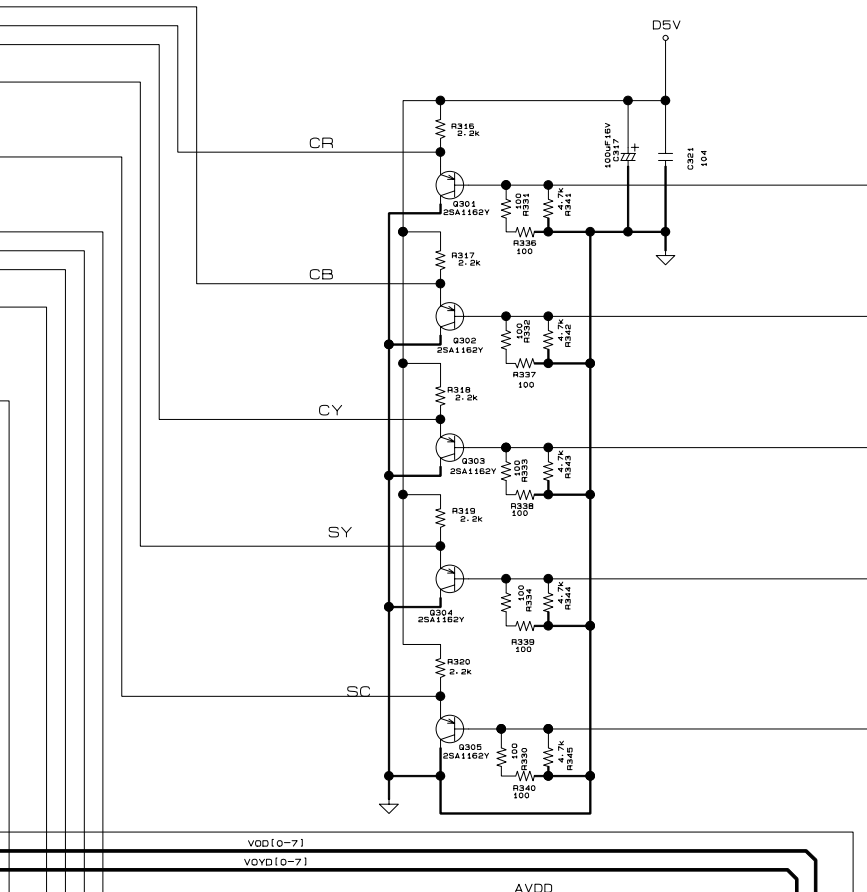 D5V
R316
2.2k
CR
100uF16V
C317
+
C321
104
Q301
2SA1162Y
100
R331
4.7k
R341
R336
100
R317
2.2k
CB
Q302
2SA1162Y
100
R332
4.7k
R342
R337
100
R318
2.2k
CY
Q303
2SA1162Y
100
R333
4.7k
R343
R338
100
R319
2.2k
SY
Q304
2SA1162Y
100
R334
4.7k
R344
R339
100
R320
2.2k
SC
Q305
2SA1162Y
100
R330
4.7k
R345
R340
100
VOD[0-7]
VOYD[0-7]
AVDD